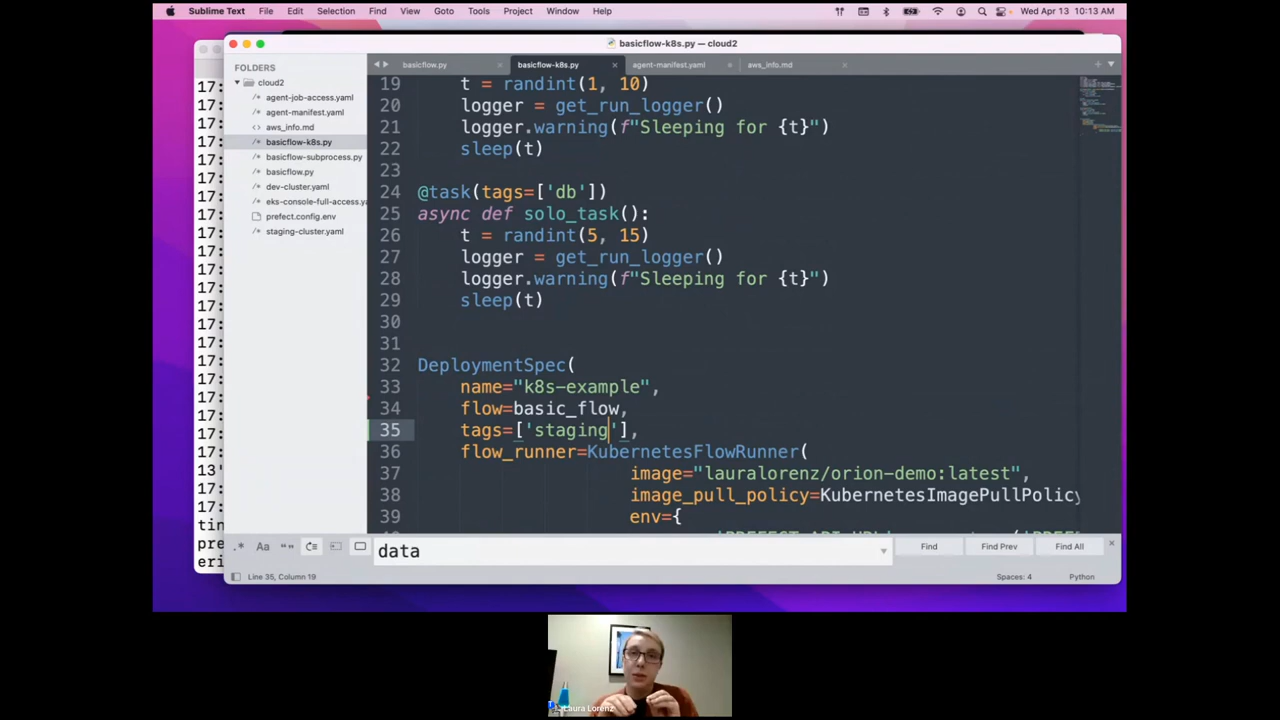 Sublime Text File Edit Selection Find View Goto Tools Project Window Help Wed Apr 13 10:13 AM
basicflow-k8s.py — cloud2
FOLDERS
cloud2
agent-job-access.yaml
agent-manifest.yaml
aws_info.md
basicflow-k8s.py
basicflow-subprocess.py
basicflow.py
dev-cluster.yaml
eks-console-full-access.ya
prefect.config.env
staging-cluster.yaml
basicflow.py basicflow-k8s.py agent-manifest.yaml aws_info.md
19 t = randint(1, 10)
20 logger = get_run_logger()
21 logger.warning(f"Sleeping for {t}")
22 sleep(t)
23
24 @task(tags=['db'])
25 async def solo_task():
26 t = randint(5, 15)
27 logger = get_run_logger()
28 logger.warning(f"Sleeping for {t}")
29 sleep(t)
30
31
32 DeploymentSpec(
33 name="k8s-example",
34 flow=basic_flow,
35 tags=['staging'],
36 flow_runner=KubernetesFlowRunner(
37 image="lauralorenz/orion-demo:latest",
38 image_pull_policy=KubernetesImagePullPolicy
39 env={
data
Find Find Prev Find All
Line 35, Column 19 Spaces: 4 Python
Laura Lorenz